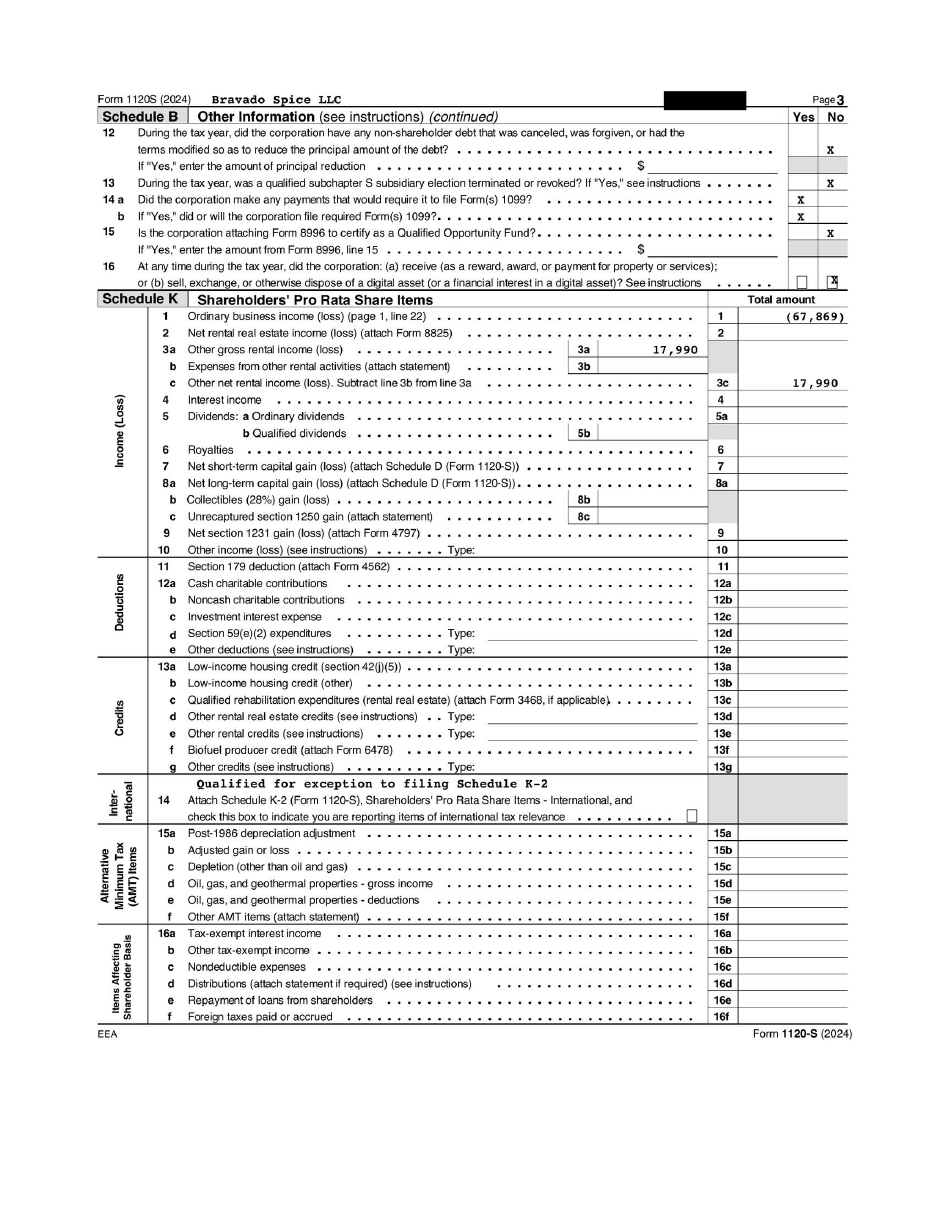 Form 1120S (2024) Bravado Spice LLC Page 3
Schedule B Other Information (see instructions) (continued) Yes No
12 During the tax year, did the corporation have any non-shareholder debt that was canceled, was forgiven, or had the
terms modified so as to reduce the principal amount of the debt? X
If "Yes," enter the amount of principal reduction $
13 During the tax year, was a qualified subchapter S subsidiary election terminated or revoked? If "Yes," see instructions X
14 a Did the corporation make any payments that would require it to file Form(s) 1099? X
b If "Yes," did or will the corporation file required Form(s) 1099? X
15 Is the corporation attaching Form 8996 to certify as a Qualified Opportunity Fund? X
If "Yes," enter the amount from Form 8996, line 15 $
16 At any time during the tax year, did the corporation: (a) receive (as a reward, award, or payment for property or services);
or (b) sell, exchange, or otherwise dispose of a digital asset (or a financial interest in a digital asset)? See instructions X
Schedule K Shareholders' Pro Rata Share Items Total amount
Income (Loss)
1 Ordinary business income (loss) (page 1, line 22) 1 (67,869)
2 Net rental real estate income (loss) (attach Form 8825) 2
3a Other gross rental income (loss) 3a 17,990
b Expenses from other rental activities (attach statement) 3b
c Other net rental income (loss). Subtract line 3b from line 3a 3c 17,990
4 Interest income 4
5 Dividends: a Ordinary dividends 5a
b Qualified dividends 5b
6 Royalties 6
7 Net short-term capital gain (loss) (attach Schedule D (Form 1120-S)) 7
8a Net long-term capital gain (loss) (attach Schedule D (Form 1120-S)) 8a
b Collectibles (28%) gain (loss) 8b
c Unrecaptured section 1250 gain (attach statement) 8c
9 Net section 1231 gain (loss) (attach Form 4797) 9
10 Other income (loss) (see instructions) Type: 10
Deductions
11 Section 179 deduction (attach Form 4562) 11
12a Cash charitable contributions 12a
b Noncash charitable contributions 12b
c Investment interest expense 12c
d Section 59(e)(2) expenditures Type: 12d
e Other deductions (see instructions) Type: 12e
Credits
13a Low-income housing credit (section 42(j)(5)) 13a
b Low-income housing credit (other) 13b
c Qualified rehabilitation expenditures (rental real estate) (attach Form 3468, if applicable) 13c
d Other rental real estate credits (see instructions) Type: 13d
e Other rental credits (see instructions) Type: 13e
f Biofuel producer credit (attach Form 6478) 13f
g Other credits (see instructions) Type: 13g
Inter-
national
Qualified for exception to filing Schedule K-2
14 Attach Schedule K-2 (Form 1120-S), Shareholders' Pro Rata Share Items - International, and
check this box to indicate you are reporting items of international tax relevance
Alternative
Minimum Tax
(AMT) Items
15a Post-1986 depreciation adjustment 15a
b Adjusted gain or loss 15b
c Depletion (other than oil and gas) 15c
d Oil, gas, and geothermal properties - gross income 15d
e Oil, gas, and geothermal properties - deductions 15e
f Other AMT items (attach statement) 15f
Items Affecting
Shareholder Basis
16a Tax-exempt interest income 16a
b Other tax-exempt income 16b
c Nondeductible expenses 16c
d Distributions (attach statement if required) (see instructions) 16d
e Repayment of loans from shareholders 16e
f Foreign taxes paid or accrued 16f
EEA Form 1120-S (2024)